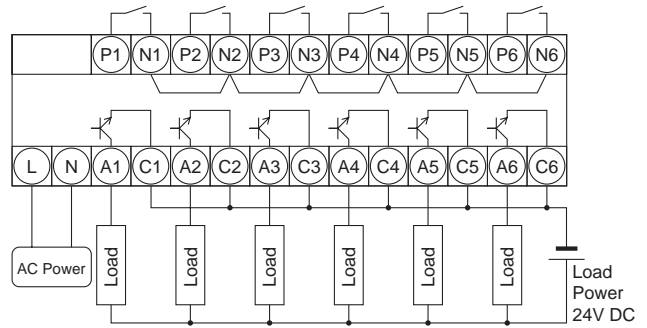 P1 N1 P2 N2 P3 N3 P4 N4 P5 N5 P6 N6
L N A1 C1 A2 C2 A3 C3 A4 C4 A5 C5 A6 C6
AC Power
Load
Load
Load
Load
Load
Load
Load
Power
24V DC